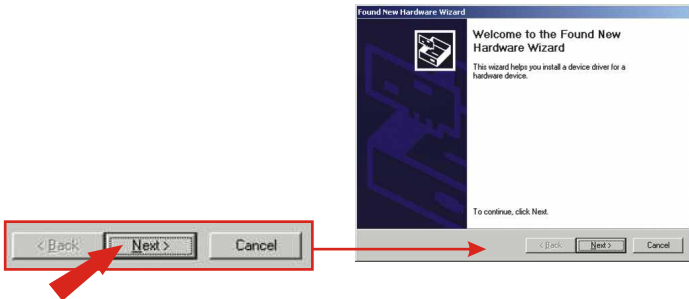 Found New Hardware Wizard
Welcome to the Found New
Hardware Wizard
This wizard helps you install a device driver for a
hardware device.
To continue, click Next.
< Back Next > Cancel
< Back Next > Cancel